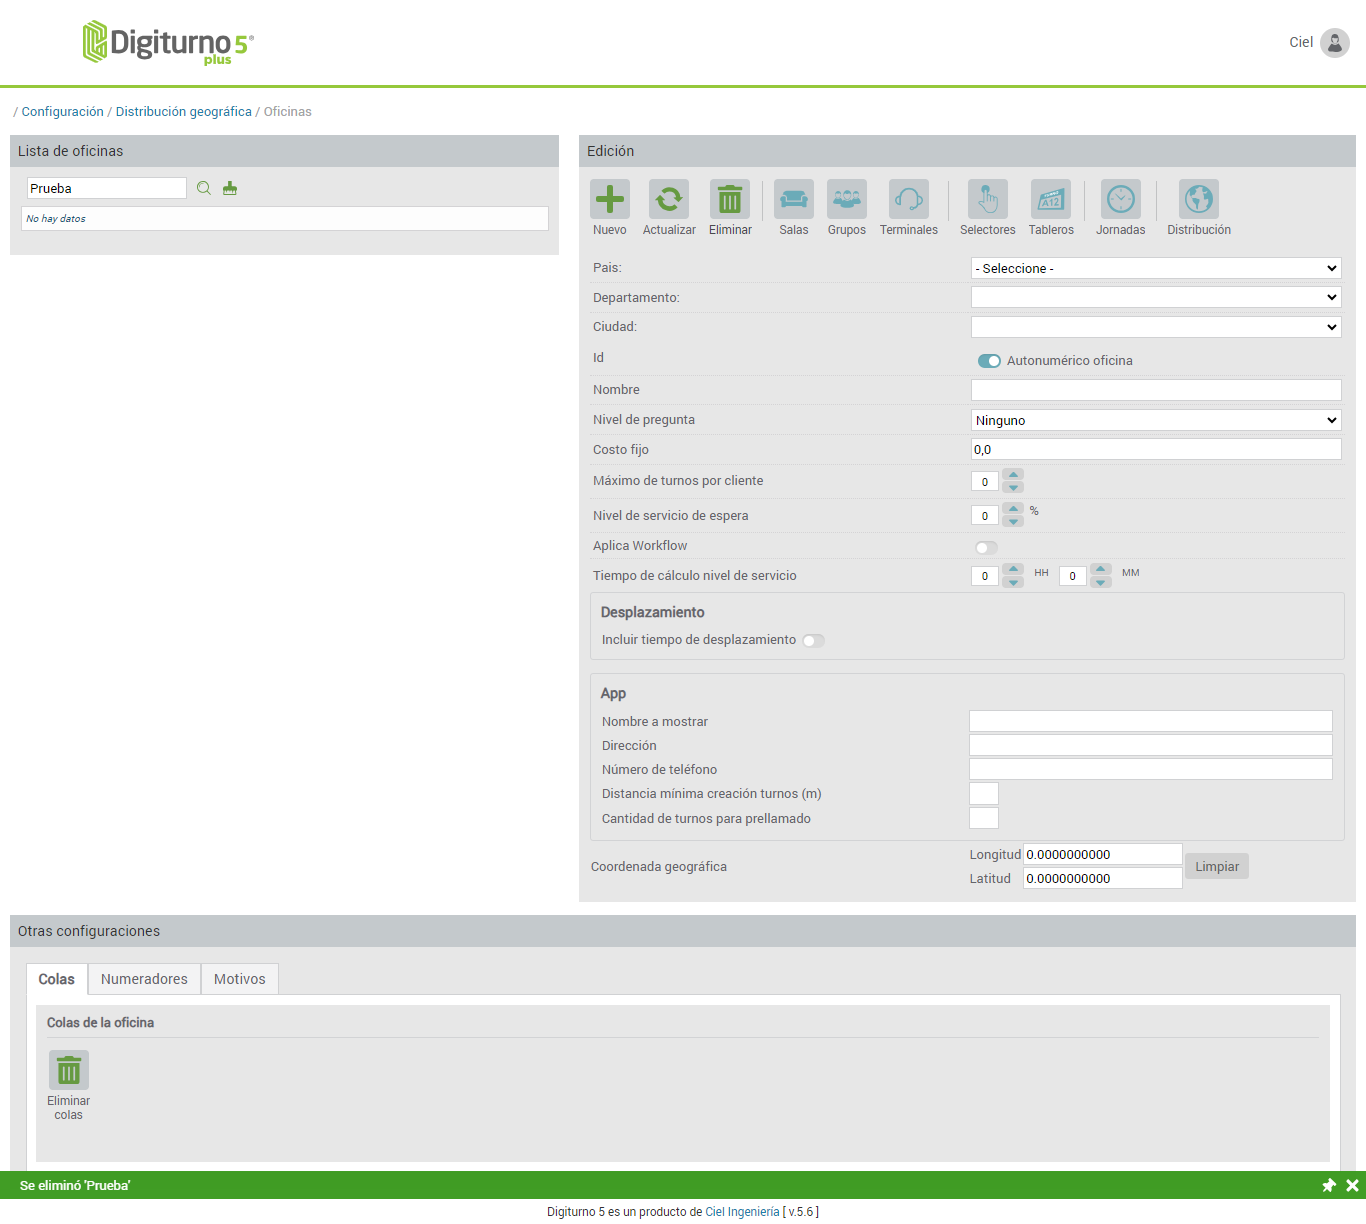 Digiturno 5®
plus
Ciel
/ Configuración / Distribución geográfica / Oficinas
Lista de oficinas
Prueba
No hay datos
Edición
Nuevo Actualizar Eliminar Salas Grupos Terminales Selectores Tableros Jornadas Distribución
A12
Pais: - Seleccione -
Departamento:
Ciudad:
Id Autonumérico oficina
Nombre
Nivel de pregunta Ninguno
Costo fijo 0,0
Máximo de turnos por cliente 0
Nivel de servicio de espera 0 %
Aplica Workflow
Tiempo de cálculo nivel de servicio 0 HH 0 MM
Desplazamiento
Incluir tiempo de desplazamiento
App
Nombre a mostrar
Dirección
Número de teléfono
Distancia mínima creación turnos (m)
Cantidad de turnos para prellamado
Coordenada geográfica
Longitud 0.0000000000
Latitud 0.0000000000
Limpiar
Otras configuraciones
Colas Numeradores Motivos
Colas de la oficina
Eliminar
colas
Se eliminó 'Prueba'
Digiturno 5 es un producto de Ciel Ingeniería [ v.5.6 ]